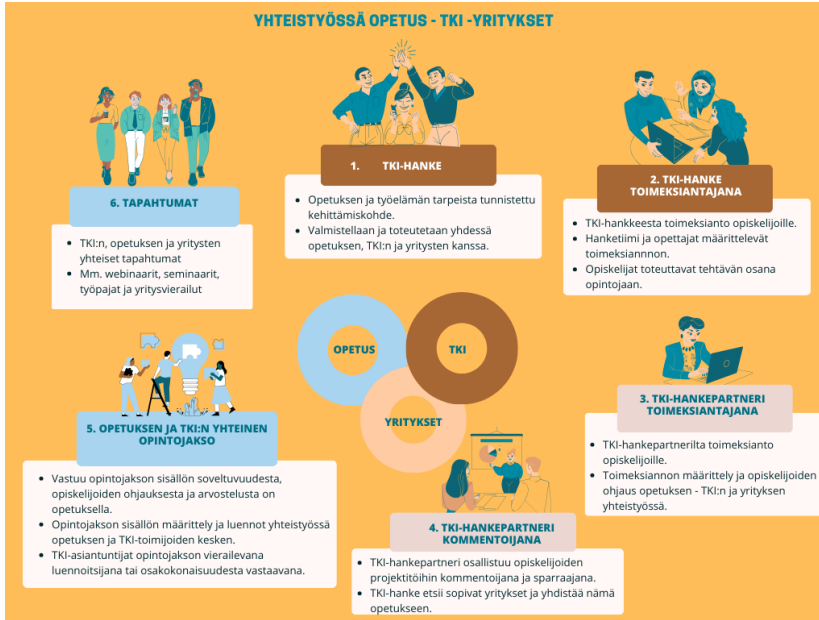 YHTEISTYÖSSÄ OPETUS - TKI -YRITYKSET
1. TKI-HANKE
• Opetuksen ja työelämän tarpeista tunnistettu
kehittämiskohde.
• Valmistellaan ja toteutetaan yhdessä
opetuksen, TKI:n ja yritysten kanssa.
2. TKI-HANKE
TOIMEKSIANTAJANA
• TKI-hankkeesta toimeksianto opiskelijoille.
• Hanketiimi ja opettajat määrittelevät
toimeksiannnon.
• Opiskelijat toteuttavat tehtävän osana
opintojaan.
3. TKI-HANKEPARTNERI
TOIMEKSIANTAJANA
• TKI-hankepartnerilta toimeksianto
opiskelijoille.
• Toimeksiannon määrittely ja opiskelijoiden
ohjaus opetuksen - TKI:n ja yrityksen
yhteistyössä.
4. TKI-HANKEPARTNERI
KOMMENTOIJANA
• TKI-hankepartneri osallistuu opiskelijoiden
projektitöihin kommentoijana ja sparraajana.
• TKI-hanke etsii sopivat yritykset ja yhdistää nämä
opetukseen.
5. OPETUKSEN JA TKI:N YHTEINEN
OPINTOJAKSO
• Vastuu opintojakson sisällön soveltuvuudesta,
opiskelijoiden ohjauksesta ja arvostelusta on
opetuksella.
• Opintojakson sisällön määrittely ja luennot yhteistyössä
opetuksen ja TKI-toimijoiden kesken.
• TKI-asiantuntijat opintojakson vierailevana
luennoitsijana tai osakokonaisuudesta vastaavana.
6. TAPAHTUMAT
• TKI:n, opetuksen ja yritysten
yhteiset tapahtumat
• Mm. webinaarit, seminaarit,
työpajat ja yritysvierailut
OPETUS
TKI
YRITYKSET